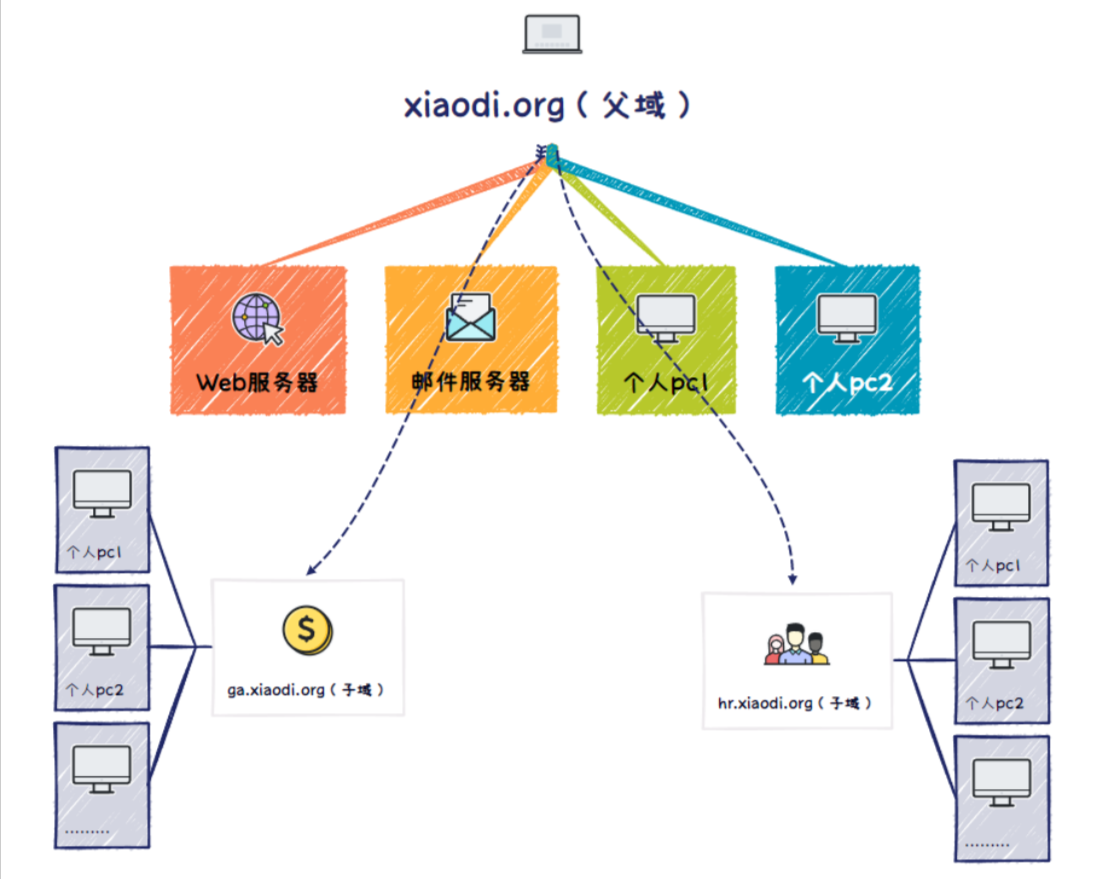 xiaodi.org（父域）
Web服务器
邮件服务器
个人pc1
个人pc2
个人pc1
个人pc2
.........
$
ga.xiaodi.org（子域）
hr.xiaodi.org（子域）
个人pc1
个人pc2
.........